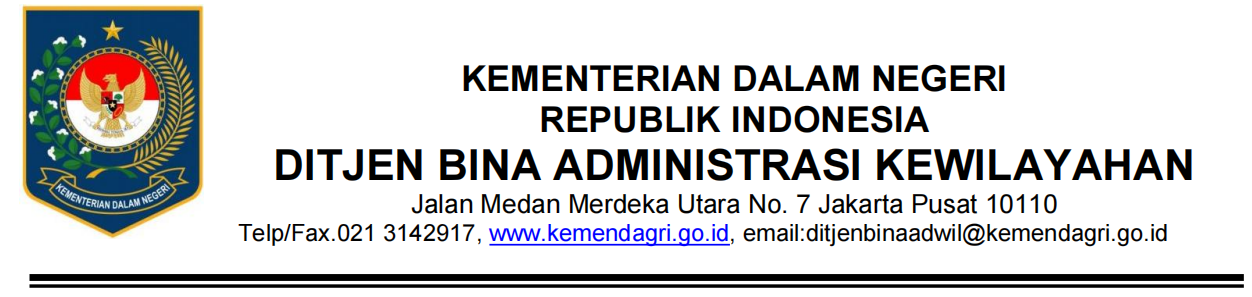 KEMENTERIAN DALAM NEGERI
REPUBLIK INDONESIA
DITJEN BINA ADMINISTRASI KEWILAYAHAN
Jalan Medan Merdeka Utara No. 7 Jakarta Pusat 10110
Telp/Fax.021 3142917, www.kemendagri.go.id, email:ditjenbinaadwil@kemendagri.go.id
KEMENTERIAN DALAM NEGERI